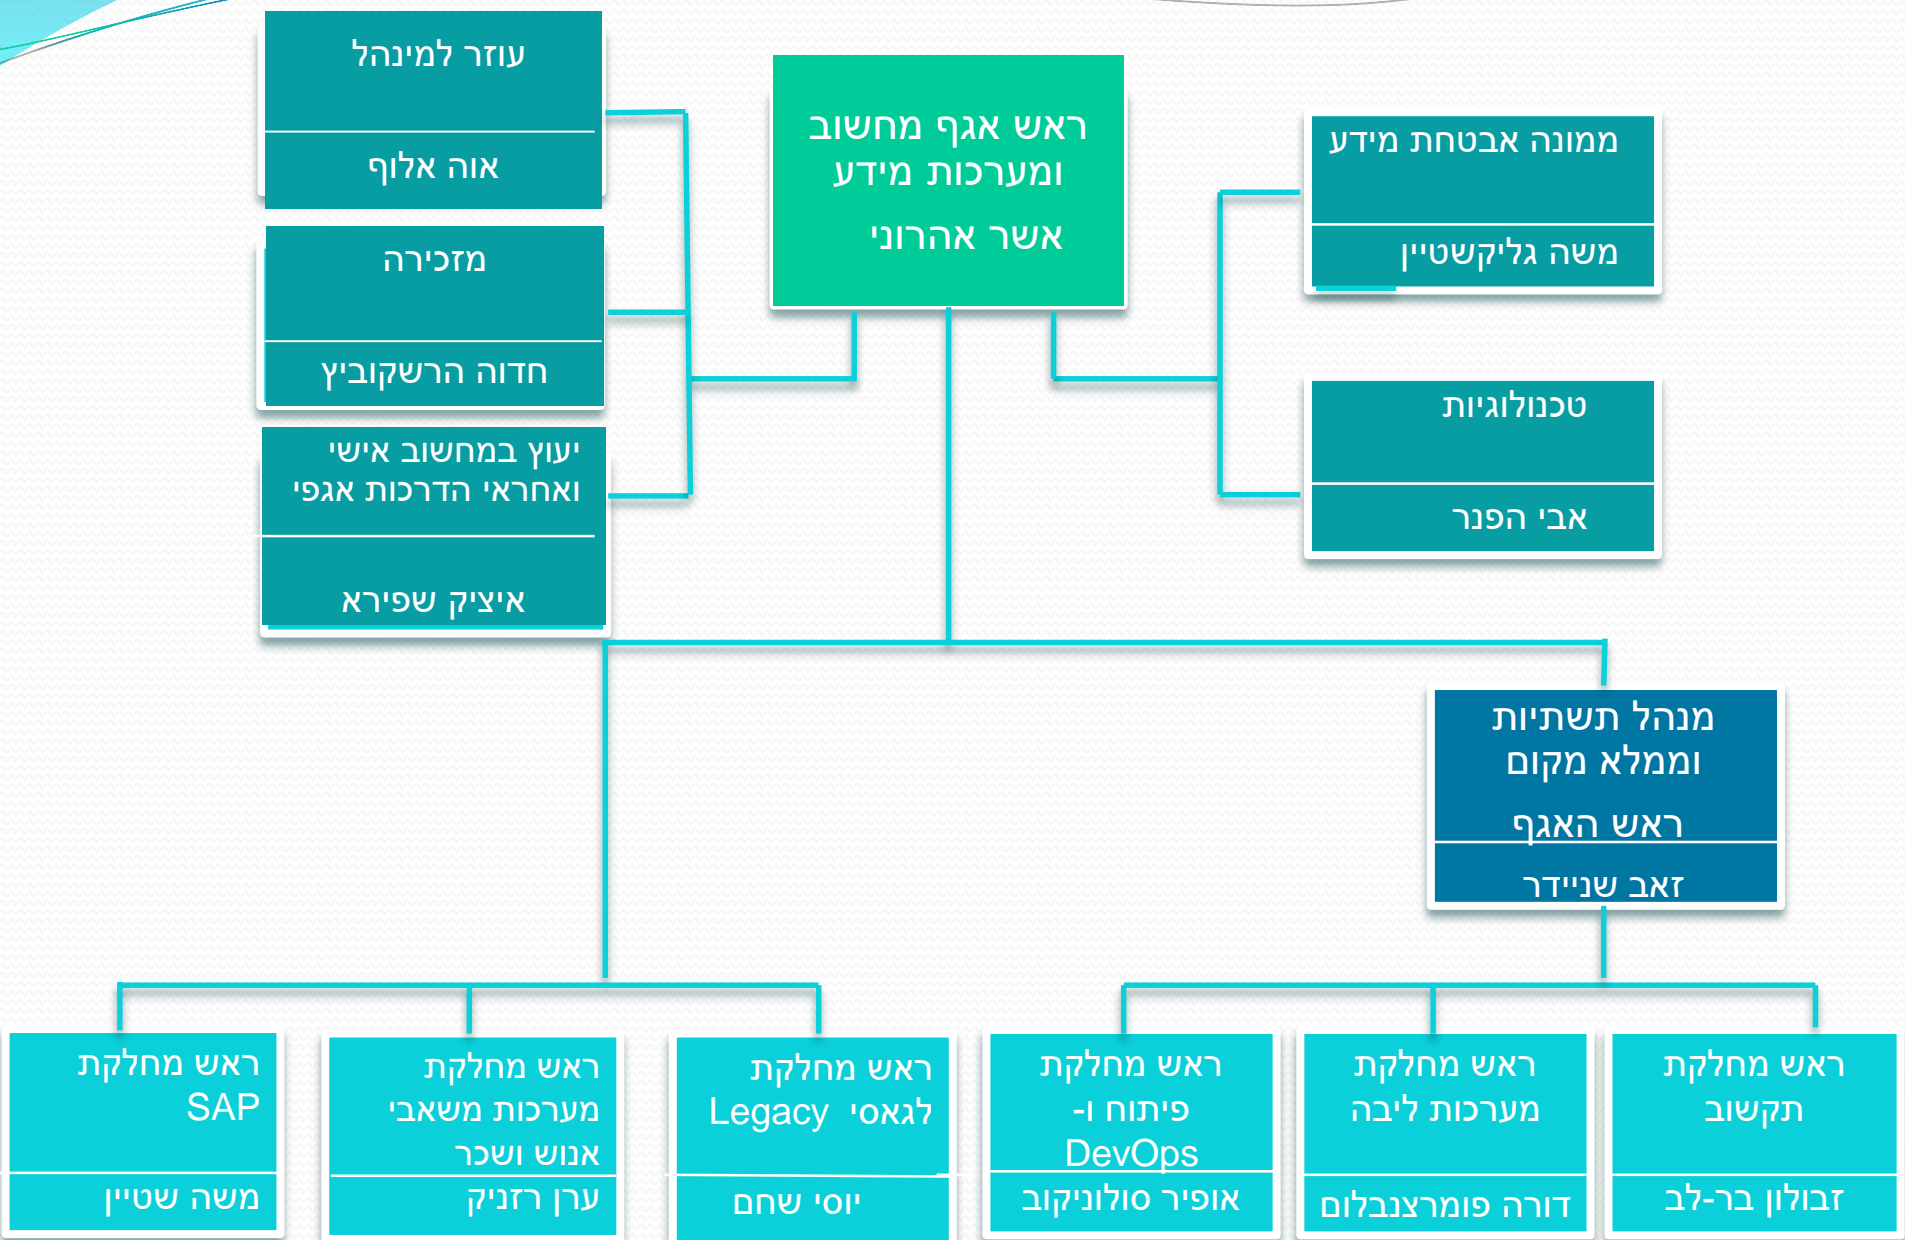 ראש אגף מחשוב
ומערכות מידע
אשר אהרוני
ממונה אבטחת מידע
משה גליקשטיין
טכנולוגיות
אבי הפנר
עוזר למינהל
אוה אלוף
מזכירה
חדוה הרשקוביץ
יעוץ במחשוב אישי
ואחראי הדרכות אגפי
איציק שפירא
מנהל תשתיות
וממלא מקום
ראש האגף
זאב שניידר
ראש מחלקת
תקשוב
זבולון בר-לב
ראש מחלקת
מערכות ליבה
דורה פומרצנבלום
ראש מחלקת
פיתוח ו-
DevOps
אופיר סולוניקוב
ראש מחלקת
לגאסי Legacy
יוסי שחם
ראש מחלקת
מערכות משאבי
אנוש ושכר
ערן רזניק
ראש מחלקת
SAP
משה שטיין